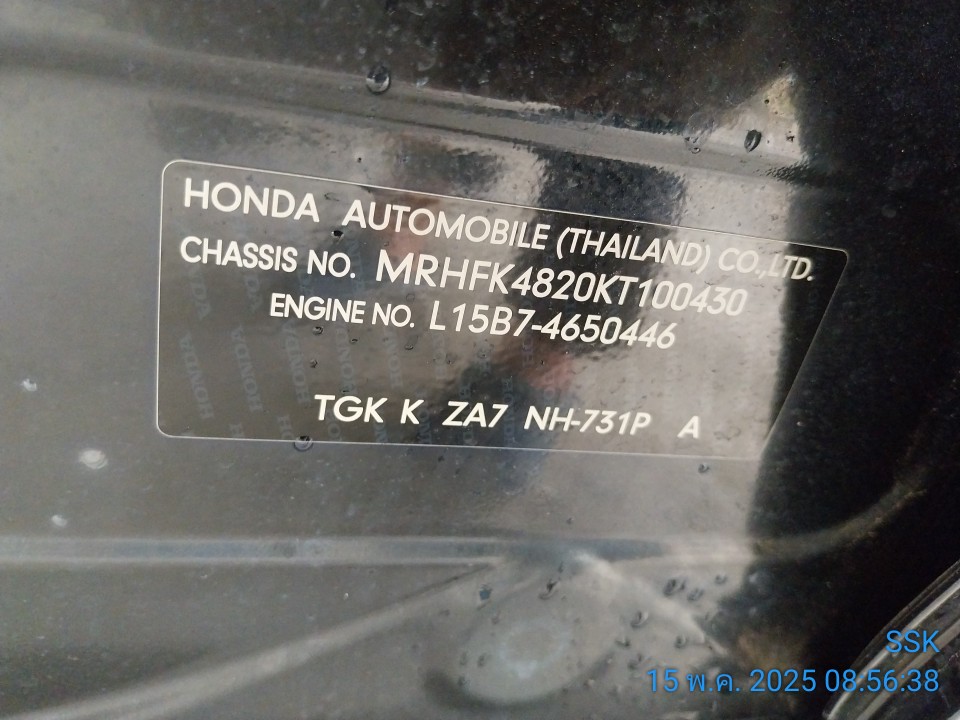 HONDA AUTOMOBILE (THAILAND) CO.,LTD.
CHASSIS NO. MRHFK4820KT100430
ENGINE NO. L15B7-4650446
TGK K ZA7 NH-731P A
SSK
15 พ.ค. 2025 08:56:38